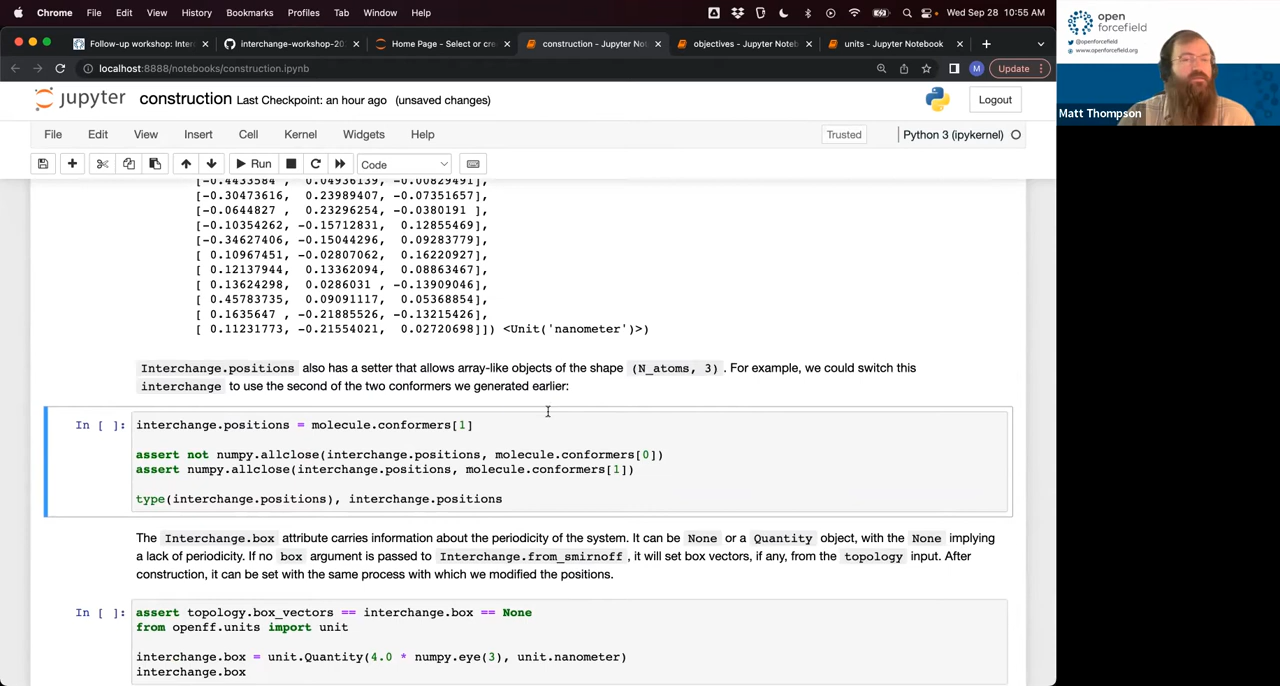 Chrome File Edit View History Bookmarks Profiles Tab Window Help Wed Sep 28 10:55 AM
Follow-up workshop: Inter interchange-workshop-20 Home Page - Select or cre construction - Jupyter No objectives - Jupyter Noteb units - Jupyter Notebook
localhost:8888/notebooks/construction.ipynb M Update
jupyter construction Last Checkpoint: an hour ago (unsaved changes) Logout
File Edit View Insert Cell Kernel Widgets Help Trusted Python 3 (ipykernel)
Run Code
[-0.4433584 , 0.04936139, -0.00829491],
[-0.30473616, 0.23989407, -0.07351657],
[-0.0644827 , 0.23296254, -0.0380191 ],
[-0.10354262, -0.15712831, 0.12855469],
[-0.34627406, -0.15044296, 0.09283779],
[ 0.10967451, -0.02807062, 0.16220927],
[ 0.12137944, 0.13362094, 0.08863467],
[ 0.13624298, 0.0286031 , -0.13909046],
[ 0.45783735, 0.09091117, 0.05368854],
[ 0.1635647 , -0.21885526, -0.13215426],
[ 0.11231773, -0.21554021, 0.02720698]]) <Unit('nanometer')>)
Interchange.positions also has a setter that allows array-like objects of the shape (N_atoms, 3) . For example, we could switch this
interchange to use the second of the two conformers we generated earlier:
In [ ]: interchange.positions = molecule.conformers[1]
assert not numpy.allclose(interchange.positions, molecule.conformers[0])
assert numpy.allclose(interchange.positions, molecule.conformers[1])
type(interchange.positions), interchange.positions
The Interchange.box attribute carries information about the periodicity of the system. It can be None or a Quantity object, with the None implying
a lack of periodicity. If no box argument is passed to Interchange.from_smirnoff , it will set box vectors, if any, from the topology input. After
construction, it can be set with the same process with which we modified the positions.
In [ ]: assert topology.box_vectors == interchange.box == None
from openff.units import unit
interchange.box = unit.Quantity(4.0 * numpy.eye(3), unit.nanometer)
interchange.box
open
forcefield
@openforcefield
www.openforcefield.org
Matt Thompson